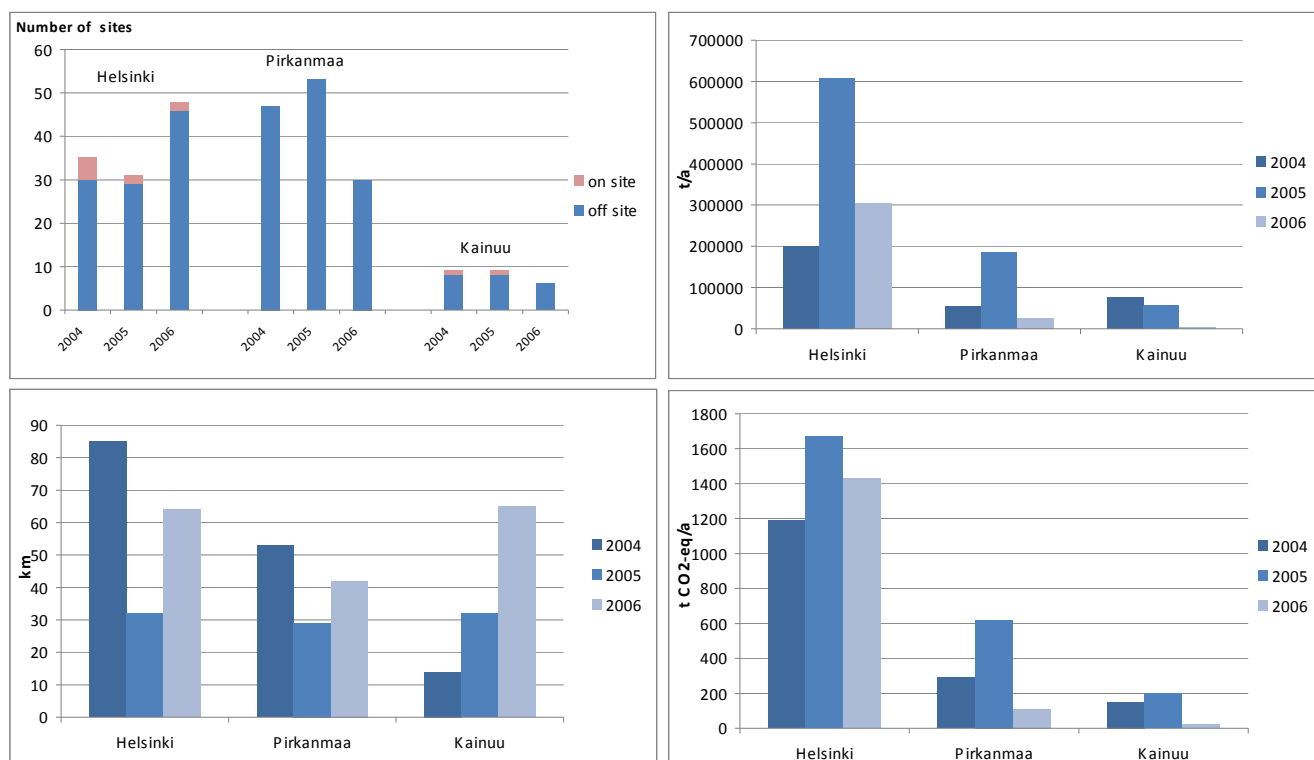 Number of sites
60
50
40
30
20
10
0
Helsinki
Pirkanmaa
Kainuu
2004
2005
2006
2004
2005
2006
2004
2005
2006
on site
off site
700000
600000
500000
400000
300000
200000
100000
0
t/a
Helsinki
Pirkanmaa
Kainuu
2004
2005
2006
90
80
70
60
50
40
30
20
10
0
km
Helsinki
Pirkanmaa
Kainuu
2004
2005
2006
1800
1600
1400
1200
1000
800
600
400
200
0
t CO2-eq/a
Helsinki
Pirkanmaa
Kainuu
2004
2005
2006